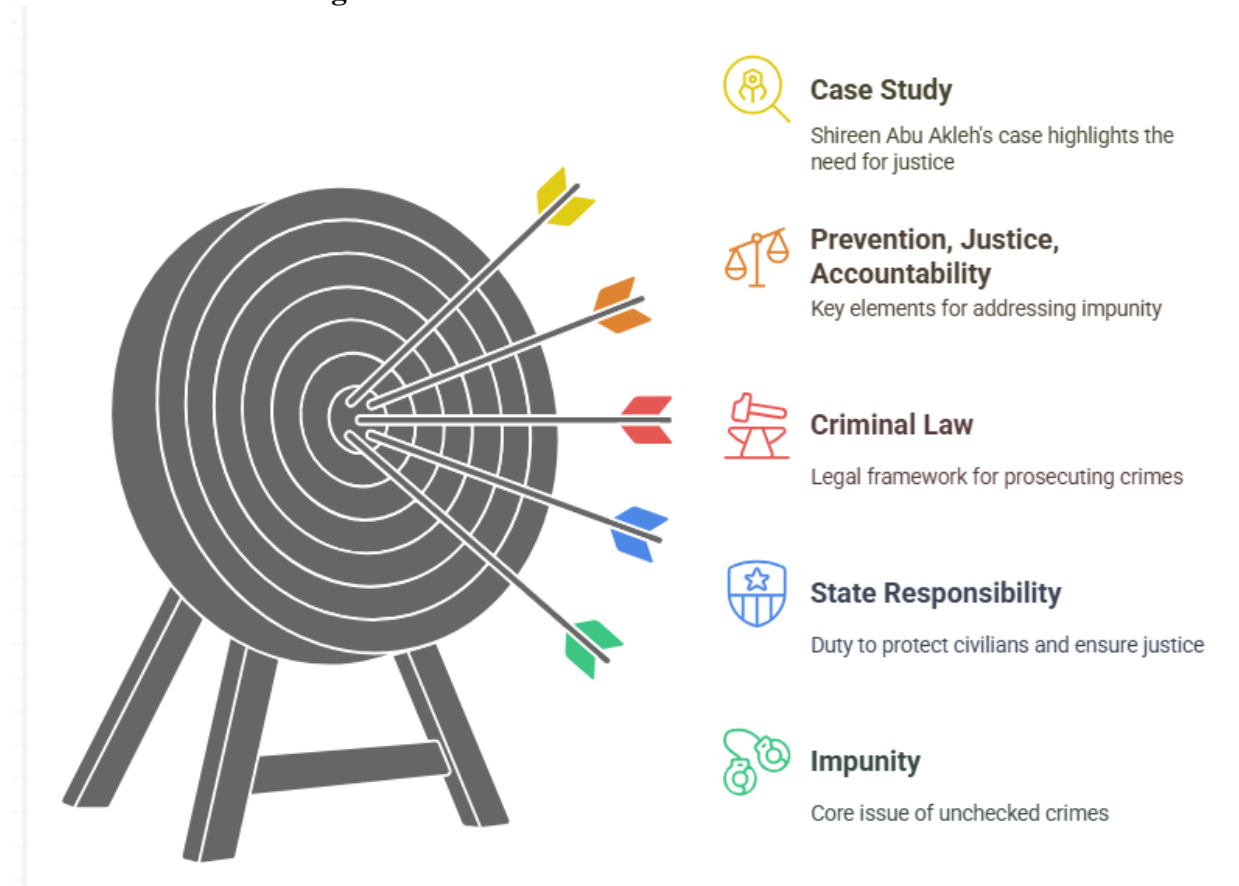 Case Study
Shireen Abu Akleh's case highlights the
need for justice
Prevention, Justice,
Accountability
Key elements for addressing impunity
Criminal Law
Legal framework for prosecuting crimes
State Responsibility
Duty to protect civilians and ensure justice
Impunity
Core issue of unchecked crimes